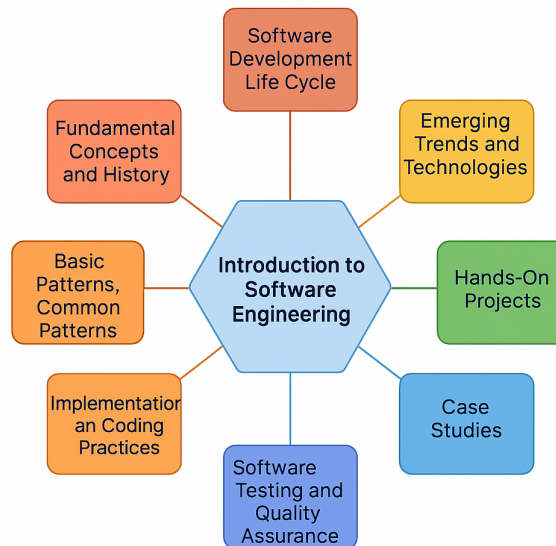 Software
Development
Life Cycle
Fundamental
Concepts
and History
Emerging
Trends and
Technologies
Introduction to
Software
Engineering
Basic
Patterns,
Common
Patterns
Hands-On
Projects
Implementation
an Coding
Practices
Case
Studies
Software
Testing and
Quality
Assurance